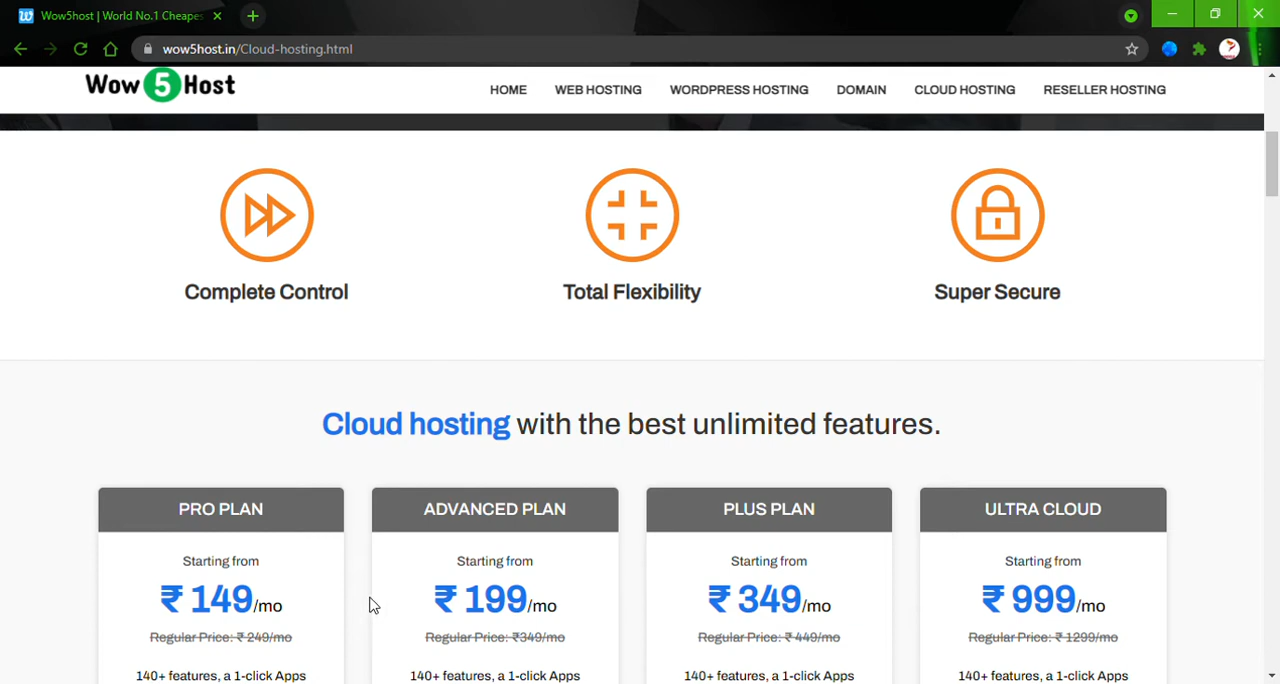 Wow5host | World No.1 Cheapes
wow5host.in/Cloud-hosting.html
Wow 5 Host
HOME WEB HOSTING WORDPRESS HOSTING DOMAIN CLOUD HOSTING RESELLER HOSTING
Complete Control Total Flexibility Super Secure
Cloud hosting with the best unlimited features.
PRO PLAN
Starting from
₹ 149/mo
Regular Price: ₹ 249/mo
140+ features, a 1-click Apps
ADVANCED PLAN
Starting from
₹ 199/mo
Regular Price: ₹349/mo
140+ features, a 1-click Apps
PLUS PLAN
Starting from
₹ 349/mo
Regular Price: ₹ 449/mo
140+ features, a 1-click Apps
ULTRA CLOUD
Starting from
₹ 999/mo
Regular Price: ₹ 1299/mo
140+ features, a 1-click Apps